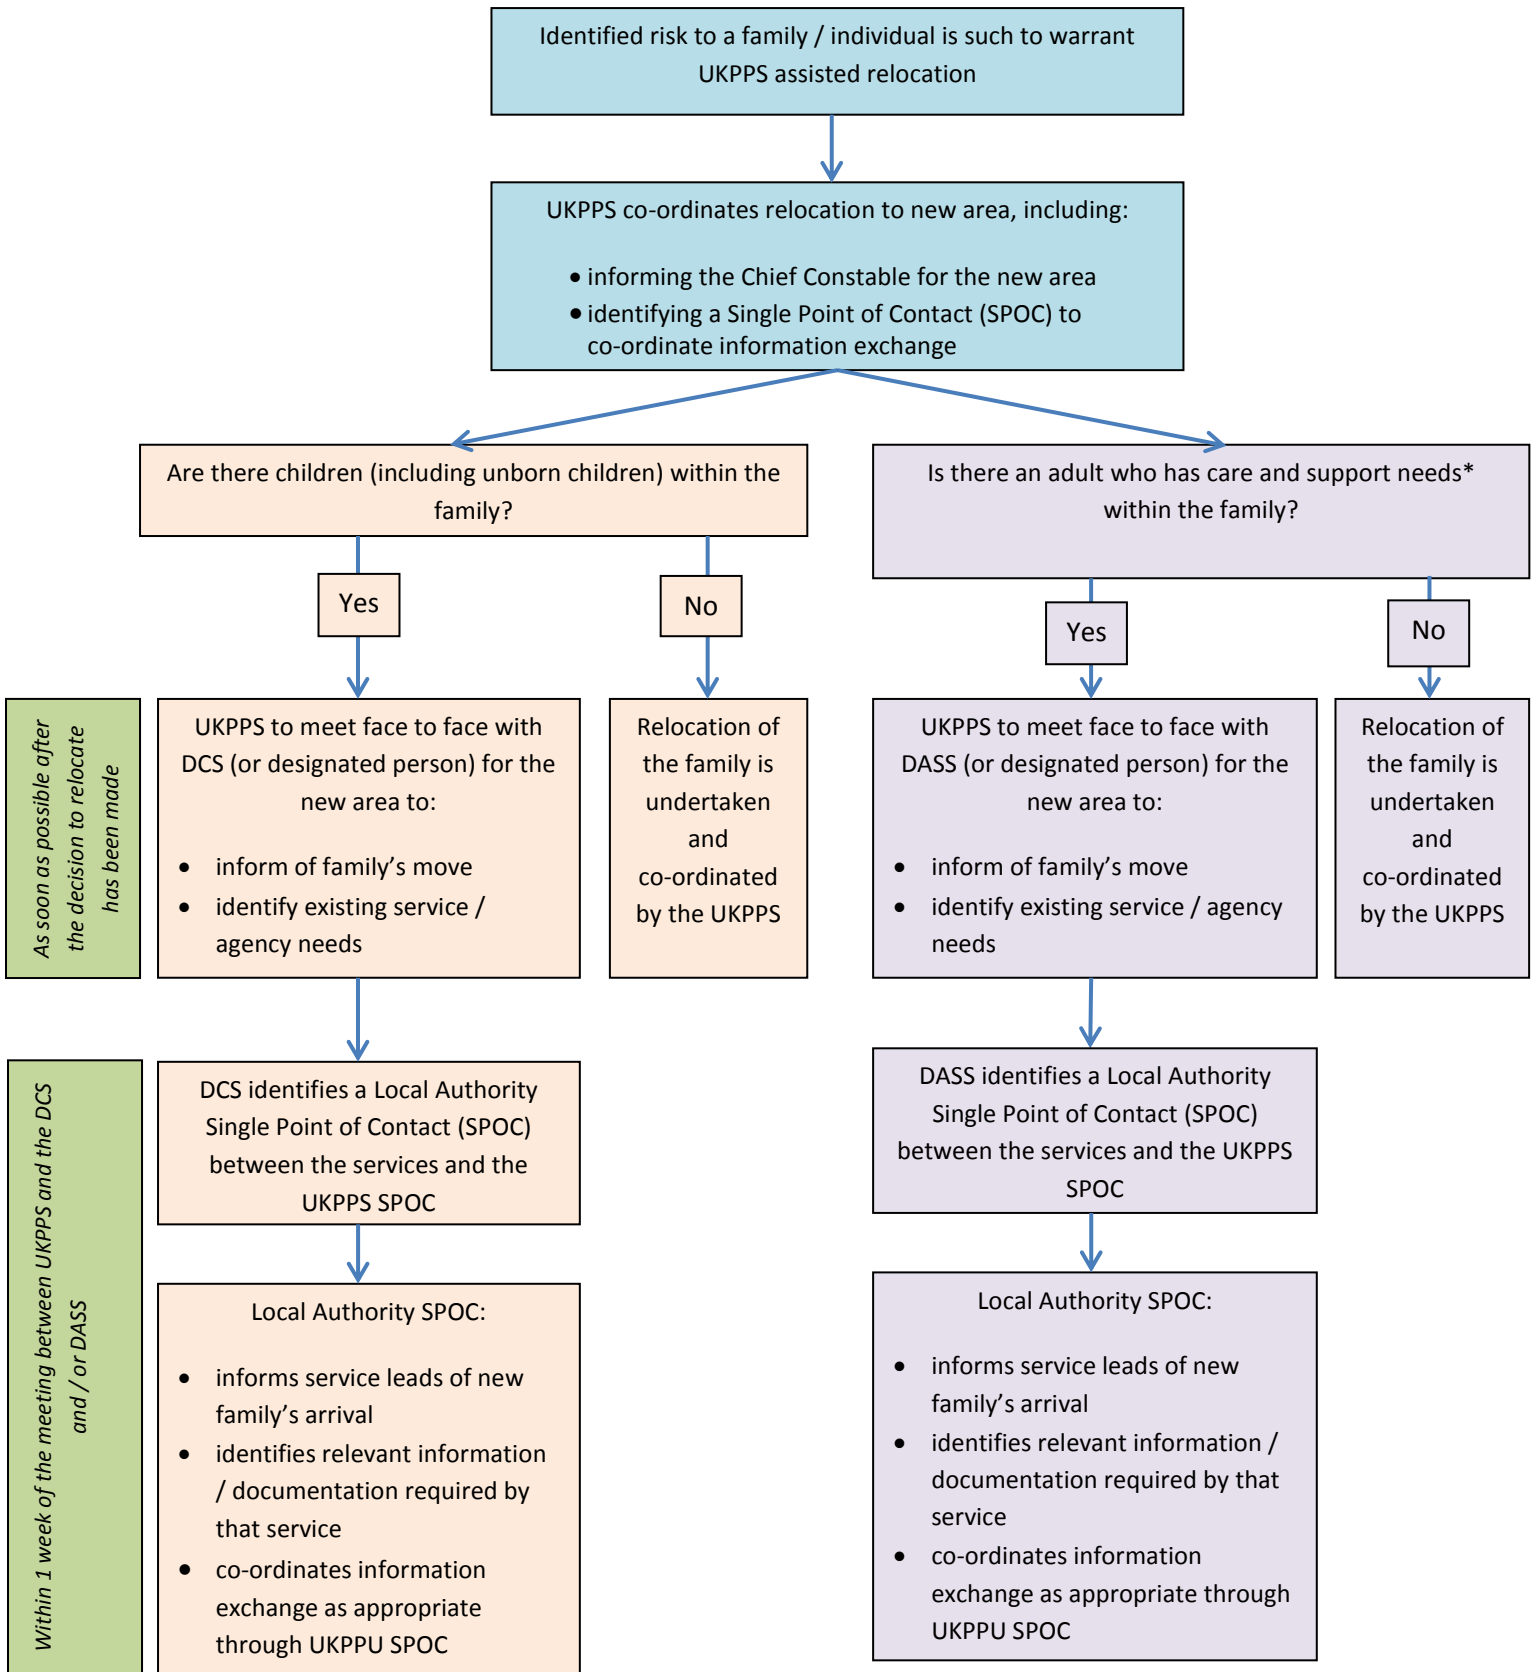 Identified risk to a family / individual is such to warrant
UKPPS assisted relocation
UKPPS co-ordinates relocation to new area, including:
• informing the Chief Constable for the new area
• identifying a Single Point of Contact (SPOC) to
co-ordinate information exchange
Are there children (including unborn children) within the
family?
Yes
No
Is there an adult who has care and support needs*
within the family?
Yes
No
As soon as possible after
the decision to relocate
has been made
UKPPS to meet face to face with
DCS (or designated person) for the
new area to:
• inform of family’s move
• identify existing service /
agency needs
Relocation of
the family is
undertaken
and
co-ordinated
by the UKPPS
UKPPS to meet face to face with
DASS (or designated person) for the
new area to:
• inform of family’s move
• identify existing service / agency
needs
Relocation of
the family is
undertaken
and
co-ordinated
by the UKPPS
Within 1 week of the meeting between UKPPS and the DCS
and / or DASS
DCS identifies a Local Authority
Single Point of Contact (SPOC)
between the services and the
UKPPS SPOC
DASS identifies a Local Authority
Single Point of Contact (SPOC)
between the services and the UKPPS
SPOC
Local Authority SPOC:
• informs service leads of new
family’s arrival
• identifies relevant information
/ documentation required by
that service
• co-ordinates information
exchange as appropriate
through UKPPU SPOC
Local Authority SPOC:
• informs service leads of new
family’s arrival
• identifies relevant information /
documentation required by that
service
• co-ordinates information
exchange as appropriate through
UKPPU SPOC